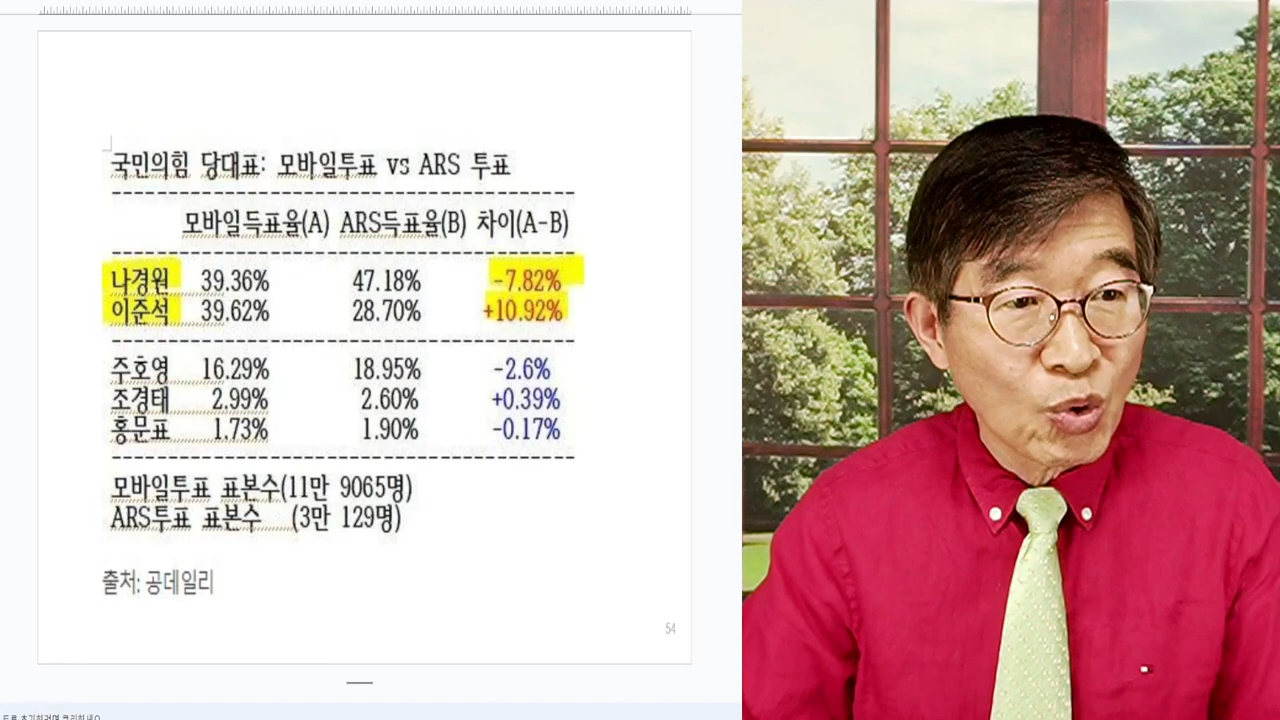 국민의힘 당대표: 모바일투표 vs ARS 투표
모바일득표율(A) ARS득표율(B) 차이(A-B)
나경원 39.36% 47.18% -7.82%
이준석 39.62% 28.70% +10.92%
주호영 16.29% 18.95% -2.6%
조경태 2.99% 2.60% +0.39%
홍문표 1.73% 1.90% -0.17%
모바일투표 표본수(11만 9065명)
ARS투표 표본수 (3만 129명)
출처: 공데일리
54